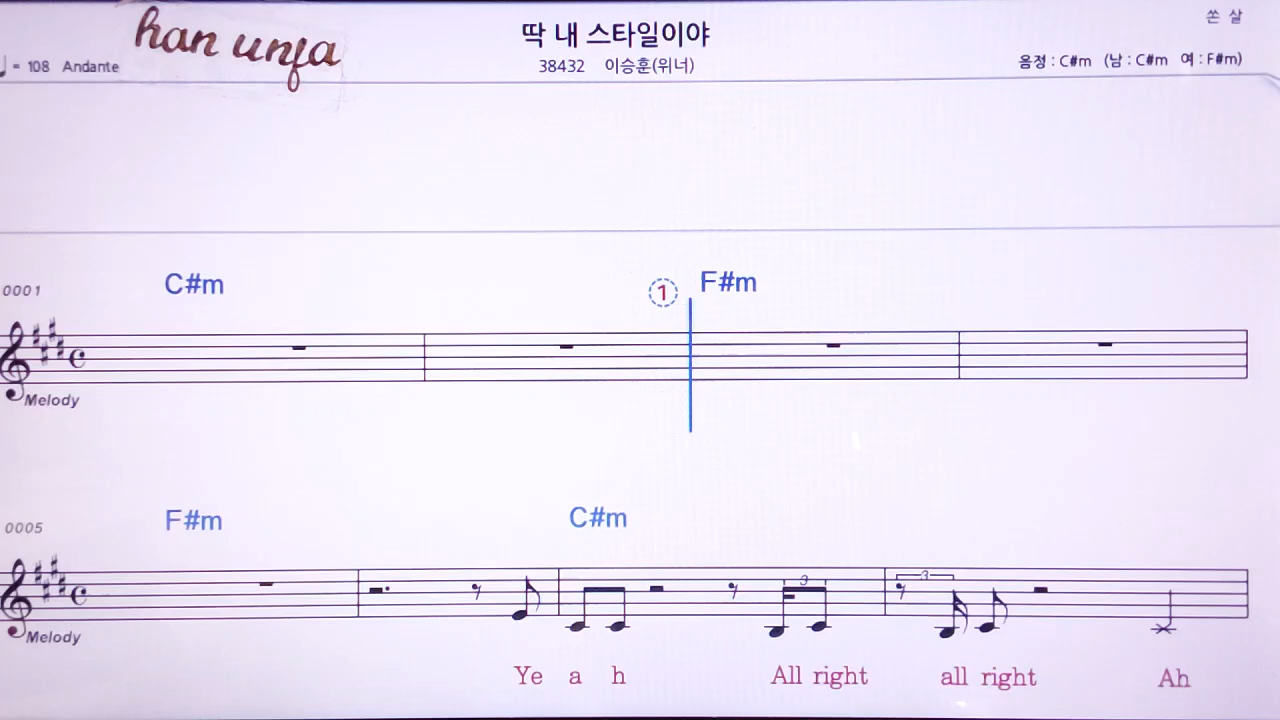 쏜 살
han unja
딱 내 스타일이야
= 108 Andante
38432 이승훈(위너)
음정 : C#m (남 : C#m 여 : F#m)
C#m
1
F#m
0001
Melody
F#m
C#m
0005
3
3
Melody
Ye a h All right all right Ah